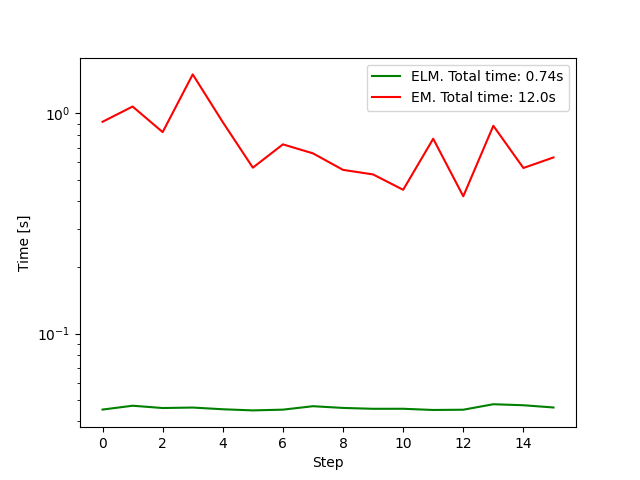 ELM. Total time: 0.74s
EM. Total time: 12.0s
10⁰
10⁻¹
Time [s]
0 2 4 6 8 10 12 14
Step